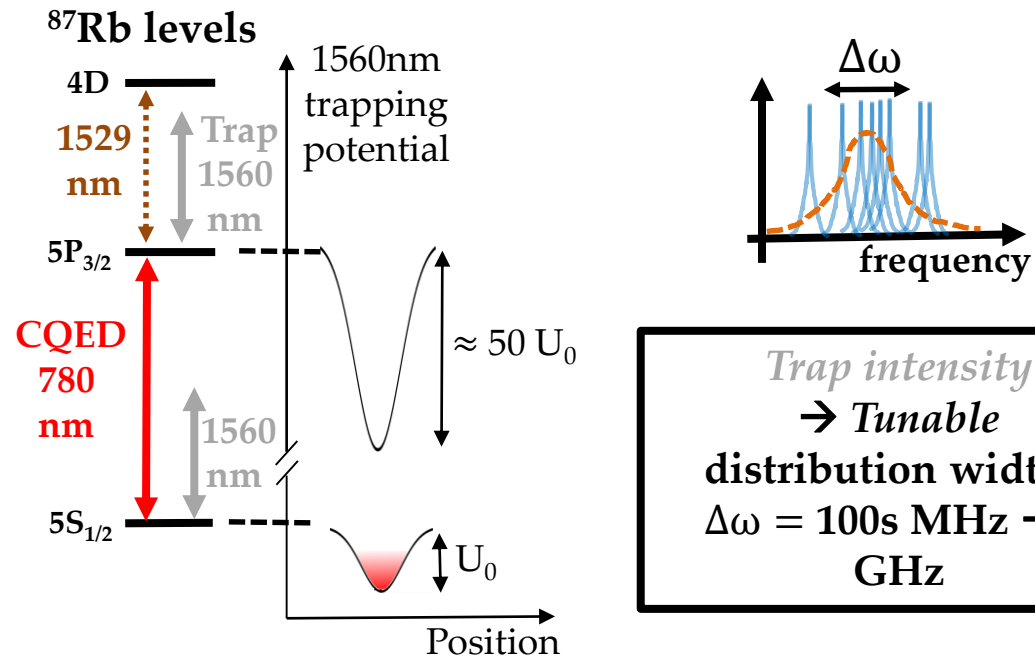 ⁸⁷Rb levels
4D
1529
nm
Trap
1560
nm
5P₃/₂
CQED
780
nm
1560
nm
5S₁/₂
1560nm
trapping
potential
≈ 50 U₀
U₀
Position
Δω
frequency
Trap intensity
→ Tunable
distribution widt
Δω = 100s MHz -
GHz